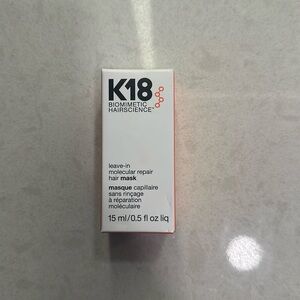 K18
BIOMIMETIC
HAIRSCIENCE™
leave-in
molecular repair
hair mask
masque capillaire
sans rinçage
à réparation
moléculaire
15 ml/0.5 fl oz liq